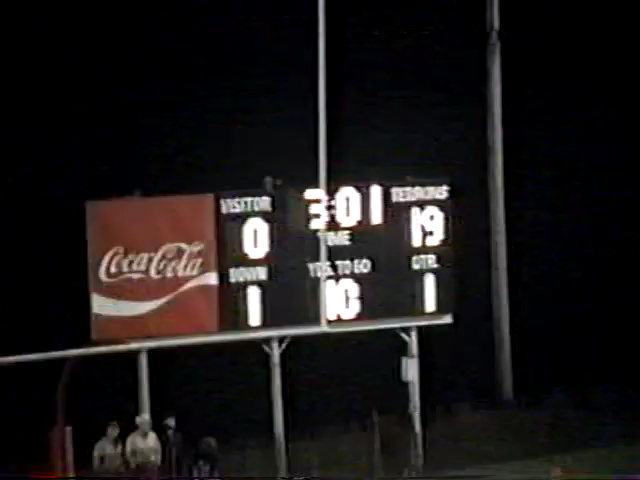 Coca-Cola
VISITOR
0
3:01
TIME
19
DOWN
1
YDS. TO GO
10
QTR.
1